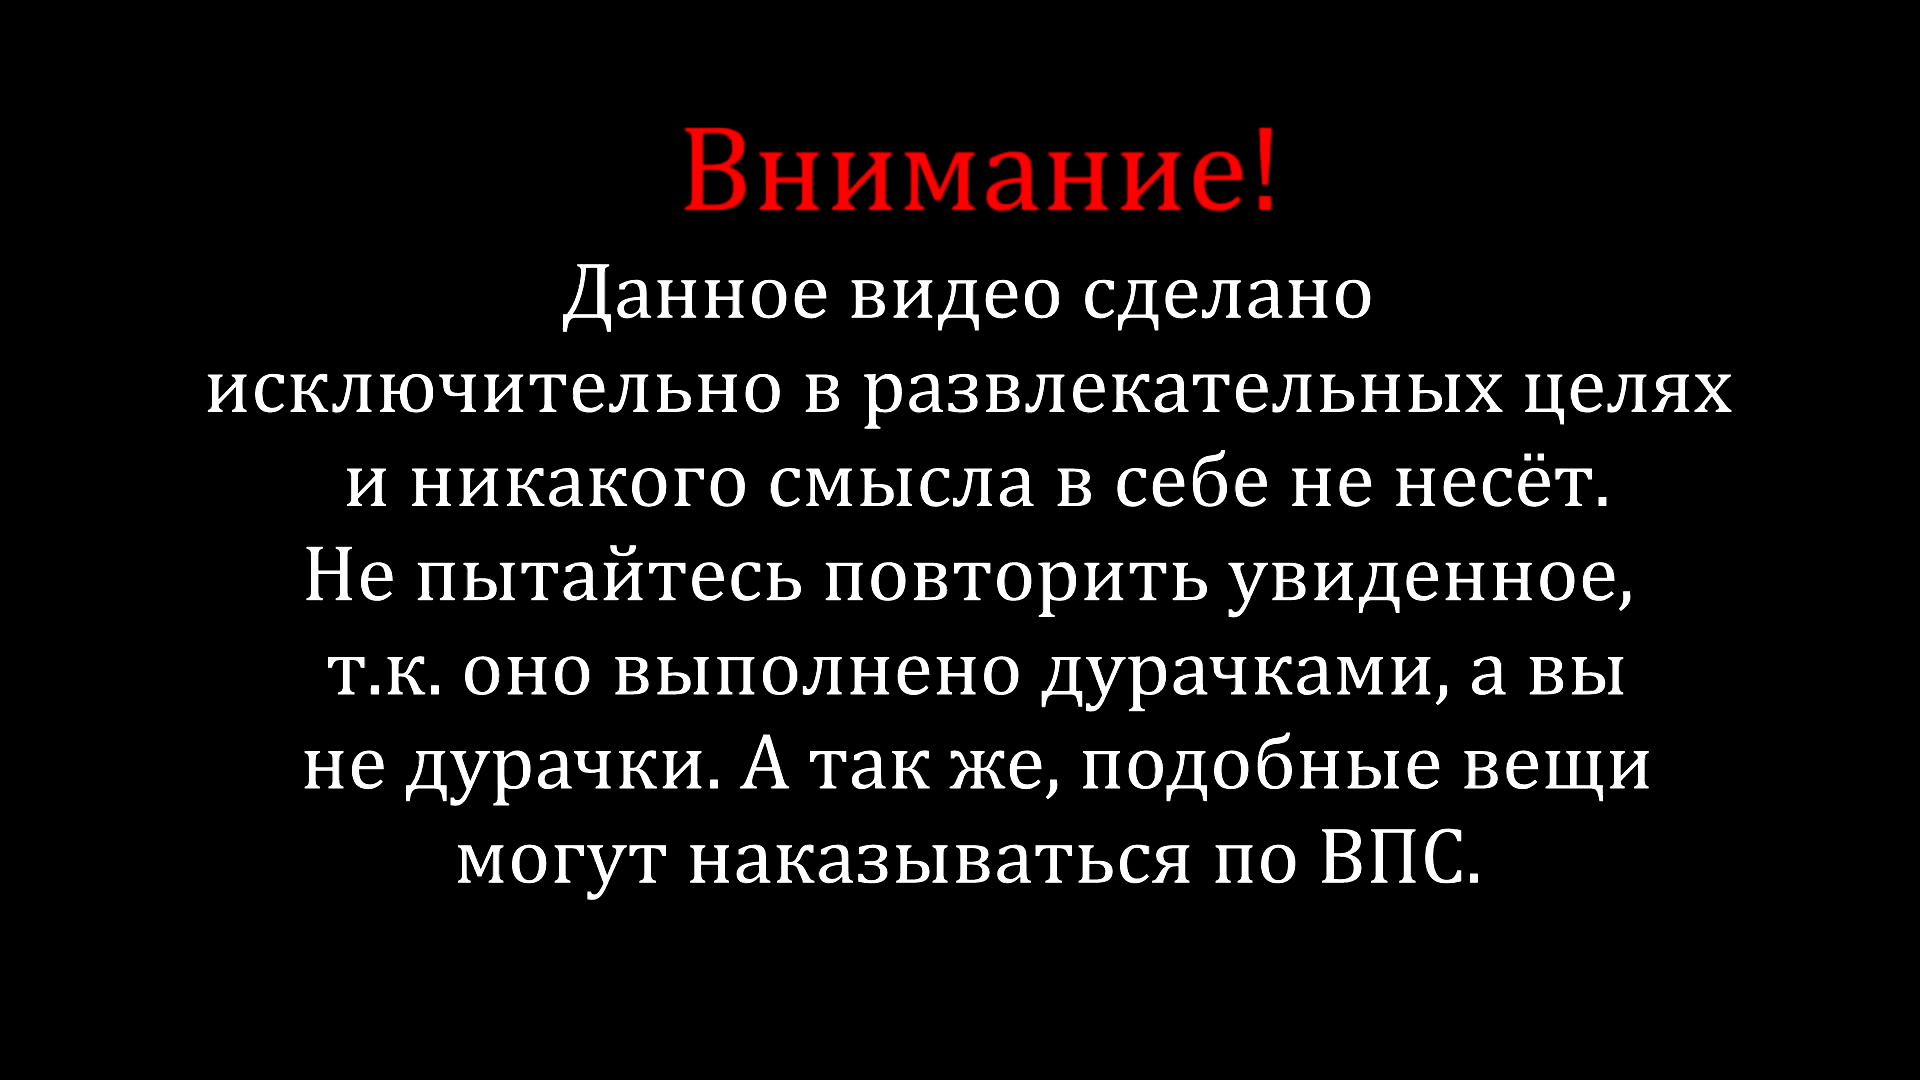 Внимание!
Данное видео сделано
исключительно в развлекательных целях
и никакого смысла в себе не несёт.
Не пытайтесь повторить увиденное,
т.к. оно выполнено дурачками, а вы
не дурачки. А так же, подобные вещи
могут наказываться по ВПС.